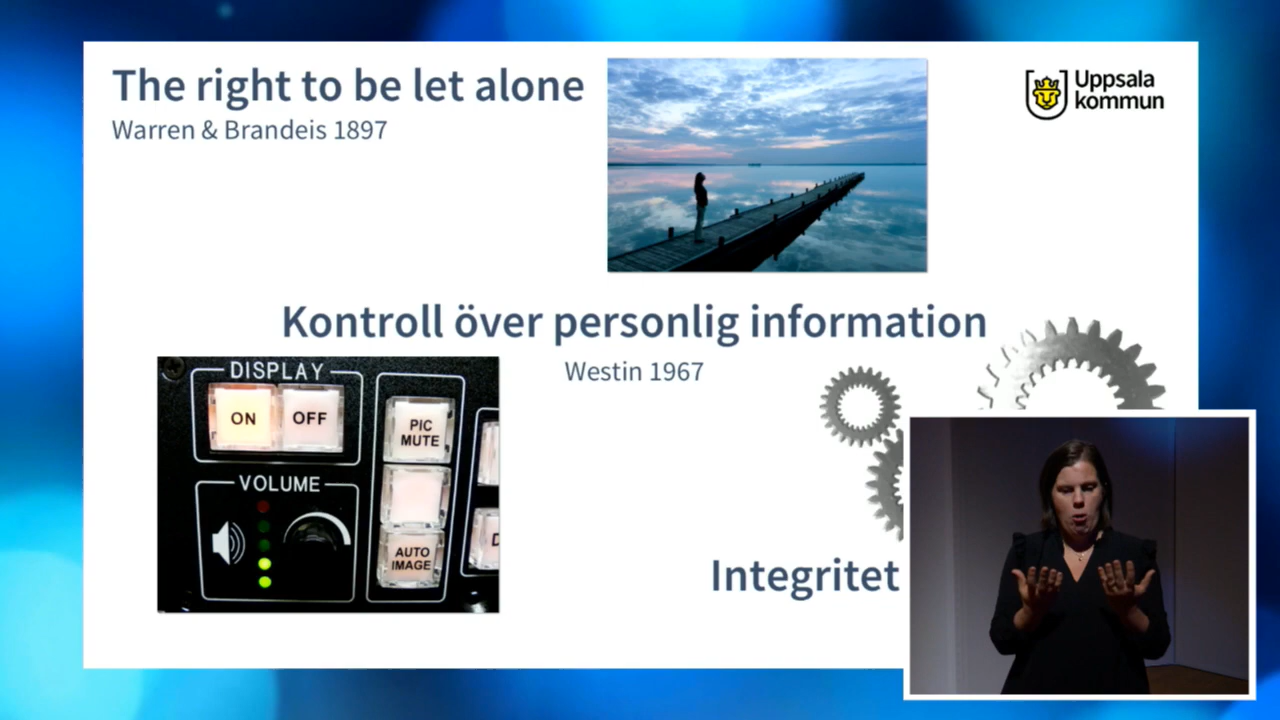 The right to be let alone
Warren & Brandeis 1897
Uppsala
kommun
Kontroll över personlig information
Westin 1967
DISPLAY
ON
OFF
PIC
MUTE
VOLUME
AUTO
IMAGE
Integritet